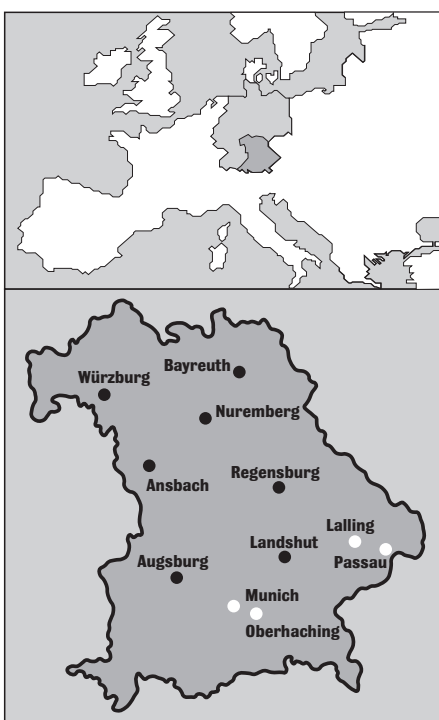 Bayreuth
Würzburg
Nuremberg
Ansbach
Regensburg
Lalling
Landshut
Passau
Augsburg
Munich
Oberhaching